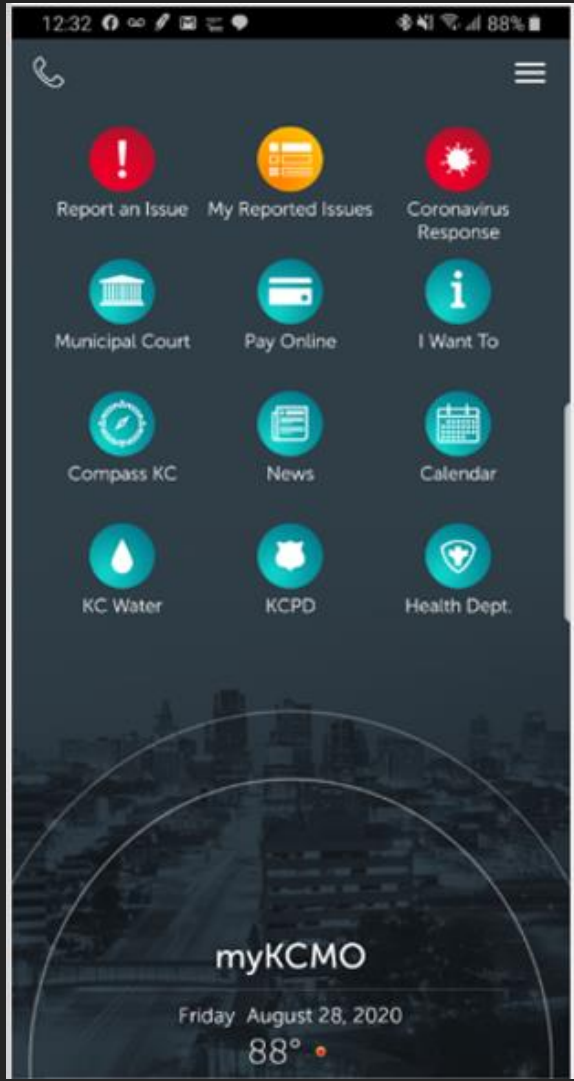 12:32 88%
Report an Issue My Reported Issues Coronavirus
Response
Municipal Court Pay Online I Want To
Compass KC News Calendar
KC Water KCPD Health Dept.
myKCMO
Friday August 28, 2020
88°